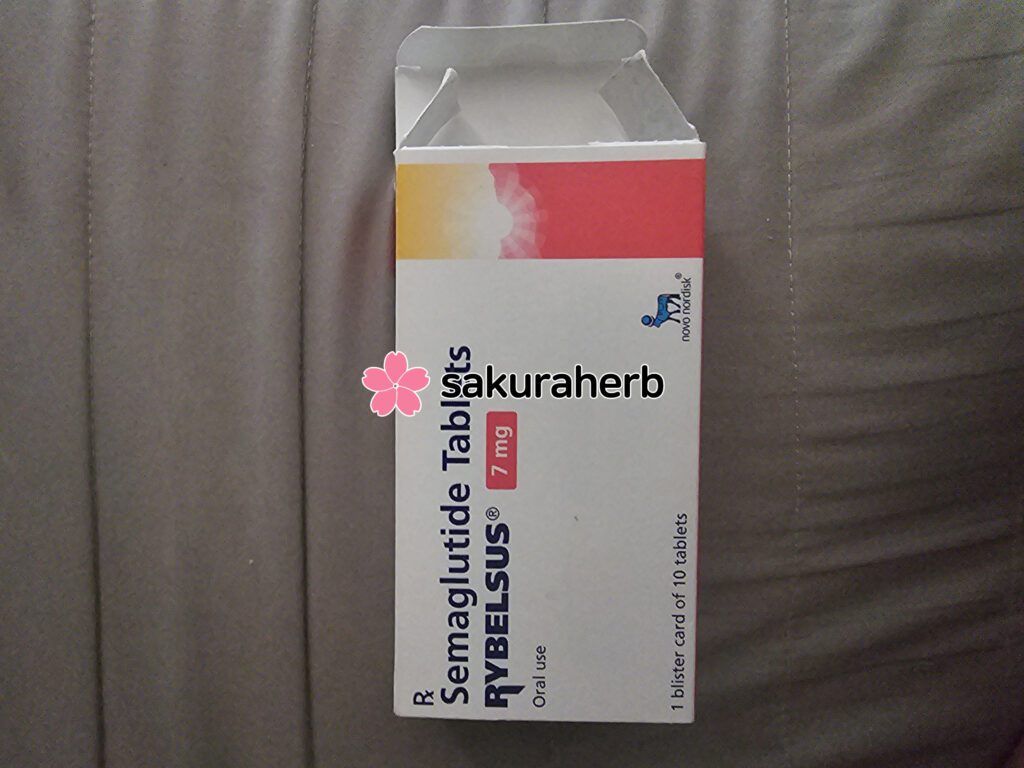 ℞
Semaglutide Tablets
RYBELSUS® 7 mg
Oral use
1 blister card of 10 tablets
novo nordisk®
sakuraherb